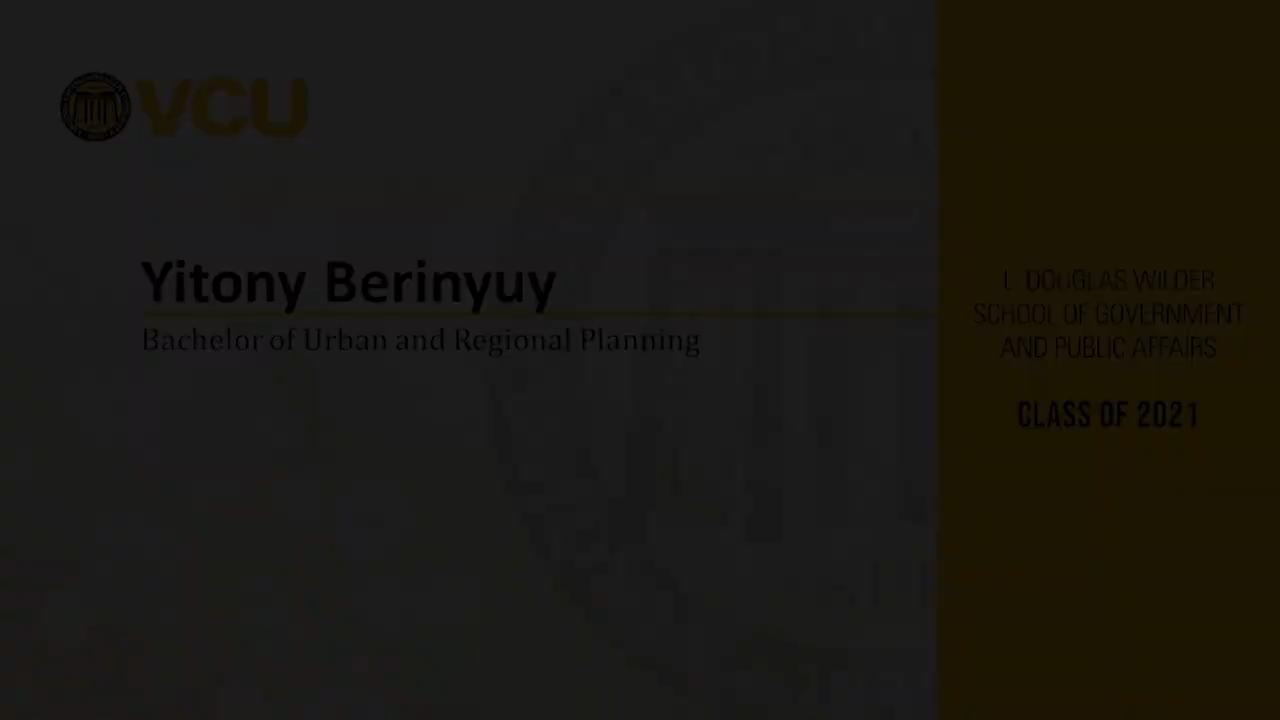 VCU
Yitony Berinyuy
Bachelor of Urban and Regional Planning
L. DOUGLAS WILDER
SCHOOL OF GOVERNMENT
AND PUBLIC AFFAIRS
CLASS OF 2021